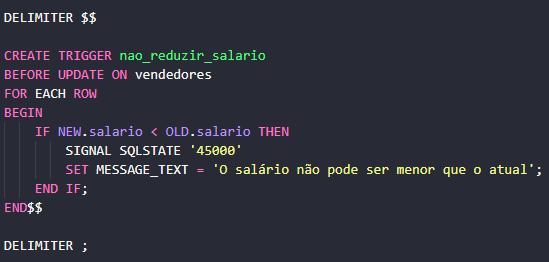 DELIMITER $$
CREATE TRIGGER nao_reduzir_salario
BEFORE UPDATE ON vendedores
FOR EACH ROW
BEGIN
    IF NEW.salario < OLD.salario THEN
        SIGNAL SQLSTATE '45000'
        SET MESSAGE_TEXT = 'O salário não pode ser menor que o atual';
    END IF;
END$$
DELIMITER ;